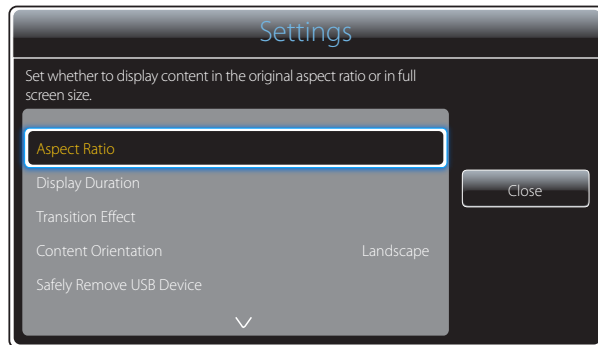 Settings
Set whether to display content in the original aspect ratio or in full
screen size.
Aspect Ratio
Display Duration
Close
Transition Effect
Content Orientation Landscape
Safely Remove USB Device